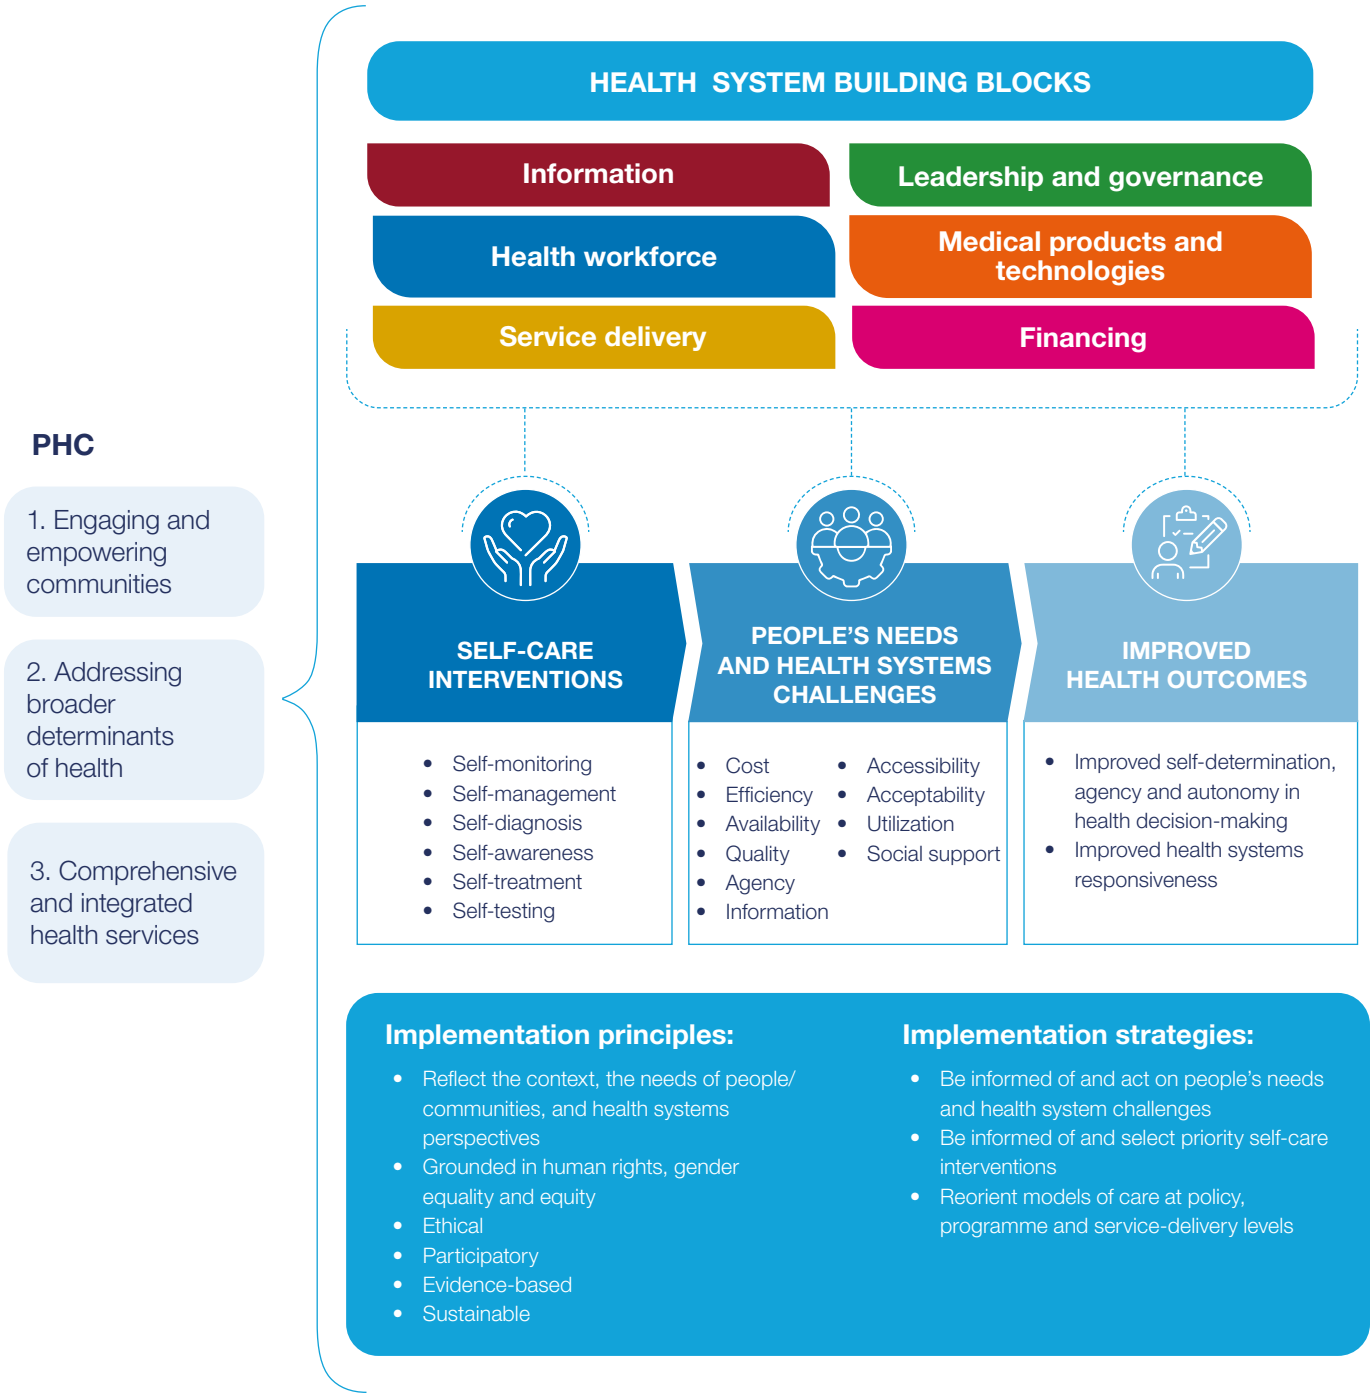 HEALTH SYSTEM BUILDING BLOCKS
Information
Leadership and governance
Health workforce
Medical products and
technologies
Service delivery
Financing
PHC
1. Engaging and
empowering
communities
2. Addressing
broader
determinants
of health
3. Comprehensive
and integrated
health services
SELF-CARE
INTERVENTIONS
• Self-monitoring
• Self-management
• Self-diagnosis
• Self-awareness
• Self-treatment
• Self-testing
PEOPLE’S NEEDS
AND HEALTH SYSTEMS
CHALLENGES
• Cost
• Efficiency
• Availability
• Quality
• Agency
• Information
• Accessibility
• Acceptability
• Utilization
• Social support
IMPROVED
HEALTH OUTCOMES
• Improved self-determination,
agency and autonomy in
health decision-making
• Improved health systems
responsiveness
Implementation principles:
• Reflect the context, the needs of people/
communities, and health systems
perspectives
• Grounded in human rights, gender
equality and equity
• Ethical
• Participatory
• Evidence-based
• Sustainable
Implementation strategies:
• Be informed of and act on people’s needs
and health system challenges
• Be informed of and select priority self-care
interventions
• Reorient models of care at policy,
programme and service-delivery levels